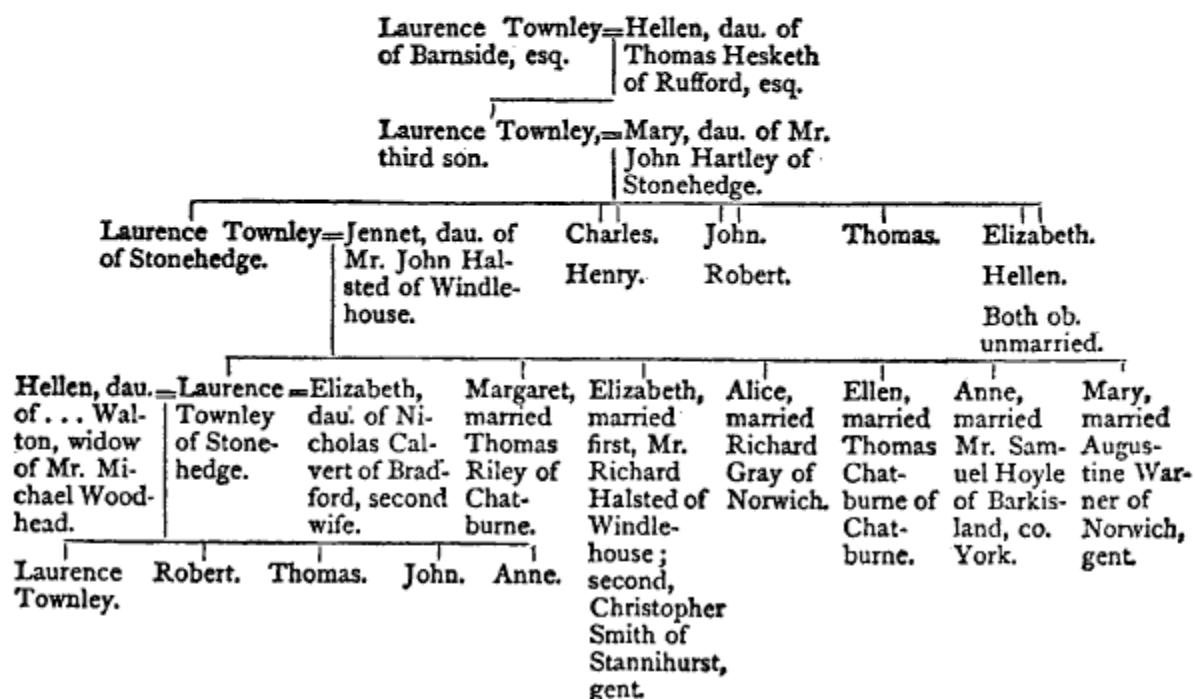 Laurence Townley=Hellen, dau. of
of Barnside, esq. Thomas Hesketh
of Rufford, esq.
Laurence Townley,=Mary, dau. of Mr.
third son. John Hartley of
Stonehedge.
Laurence Townley=Jennet, dau. of
of Stonehedge. Mr. John Hal-
sted of Windle-
house.
Charles.
Henry.
John.
Robert.
Thomas.
Elizabeth.
Hellen.
Both ob.
unmarried.
Hellen, dau.=
of ... Wal-
ton, widow
of Mr. Mi-
chael Wood-
head.
Laurence=
Townley
of Stone-
hedge.
Elizabeth,
dau. of Ni-
cholas Cal-
vert of Brad-
ford, second
wife.
Margaret,
married
Thomas
Riley of
Chat-
burne.
Elizabeth,
married
first, Mr.
Richard
Halsted of
Windle-
house;
second,
Christopher
Smith of
Stannihurst,
gent.
Alice,
married
Richard
Gray of
Norwich.
Ellen,
married
Thomas
Chat-
burne of
Chat-
burne.
Anne,
married
Mr. Sam-
uel Hoyle
of Barkis-
land, co.
York.
Mary,
married
Augus-
tine War-
ner of
Norwich,
gent.
Laurence
Townley.
Robert.
Thomas.
John.
Anne.